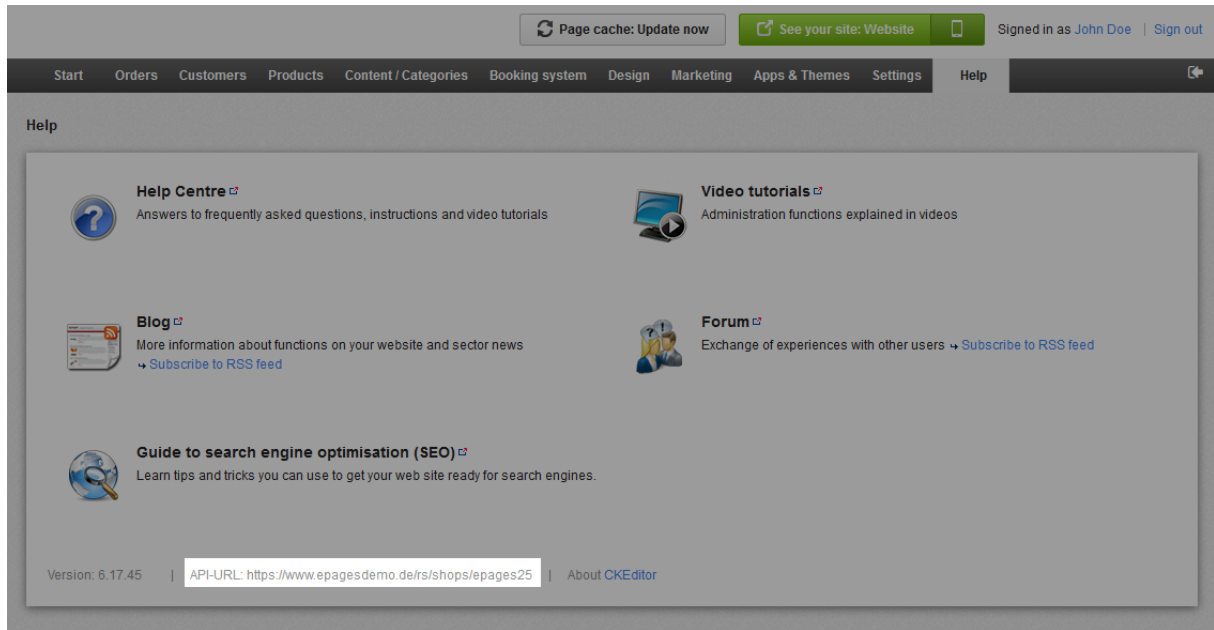 Page cache: Update now See your site: Website Signed in as John Doe | Sign out
Start Orders Customers Products Content / Categories Booking system Design Marketing Apps & Themes Settings Help
Help
Help Centre
Answers to frequently asked questions, instructions and video tutorials
Video tutorials
Administration functions explained in videos
Blog
More information about functions on your website and sector news
Subscribe to RSS feed
Forum
Exchange of experiences with other users Subscribe to RSS feed
Guide to search engine optimisation (SEO)
Learn tips and tricks you can use to get your web site ready for search engines.
Version: 6.17.45 | API-URL: https://www.epagesdemo.de/rs/shops/epages25 | About CKEditor